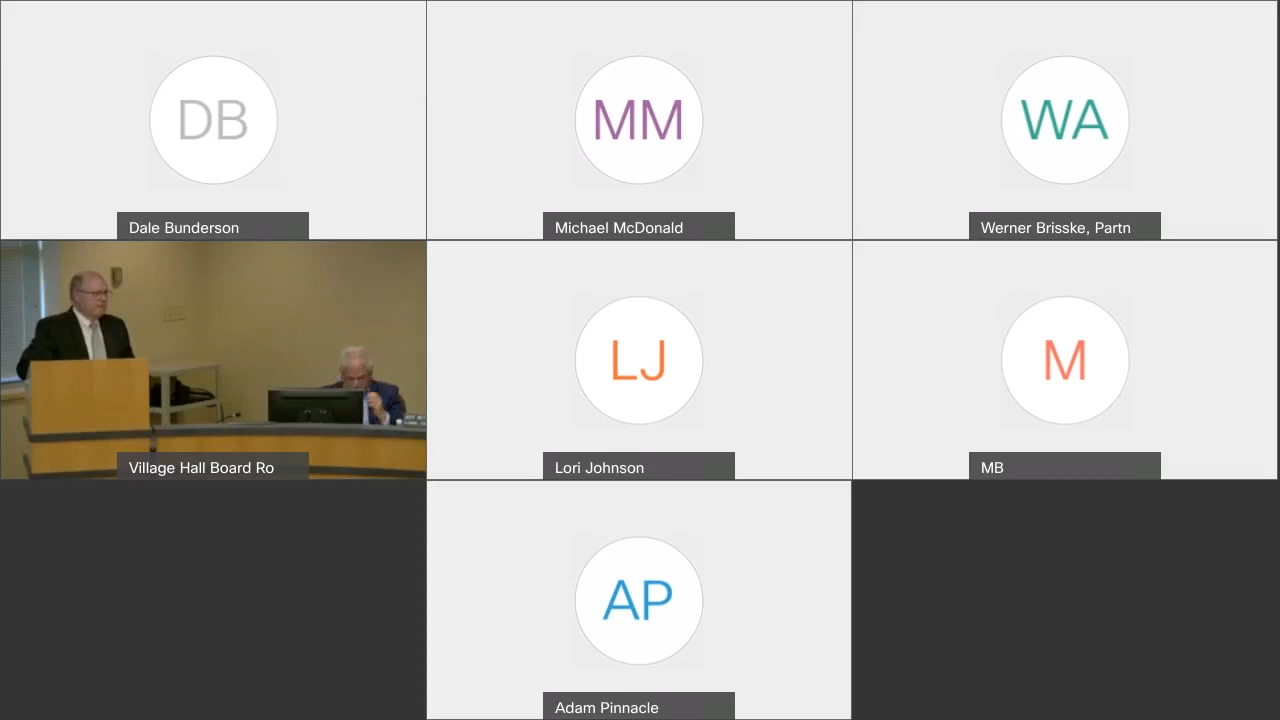 DB
MM
WA
Dale Bunderson
Michael McDonald
Werner Brisske, Partn
LJ
M
Village Hall Board Ro
Lori Johnson
MB
AP
Adam Pinnacle